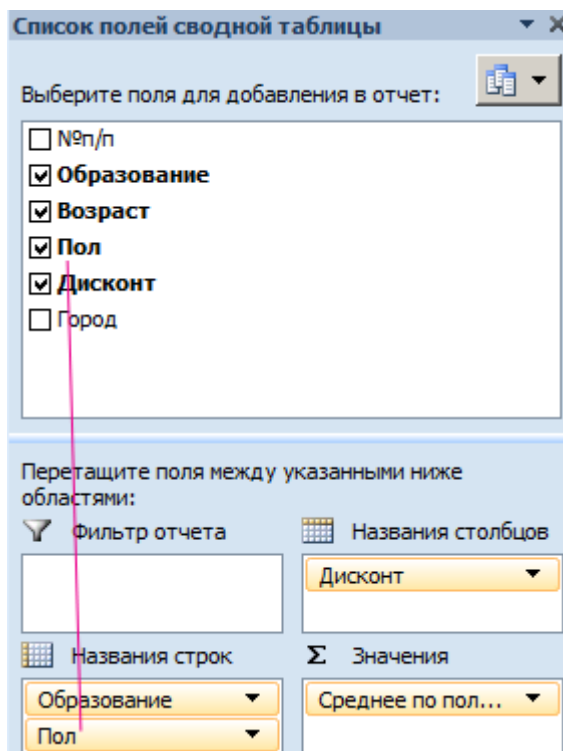 Список полей сводной таблицы
Выберите поля для добавления в отчет:
№п/п
Образование
Возраст
Пол
Дисконт
Город
Перетащите поля между указанными ниже
областями:
Фильтр отчета
Названия столбцов
Дисконт
Названия строк
Σ Значения
Образование
Среднее по пол...
Пол